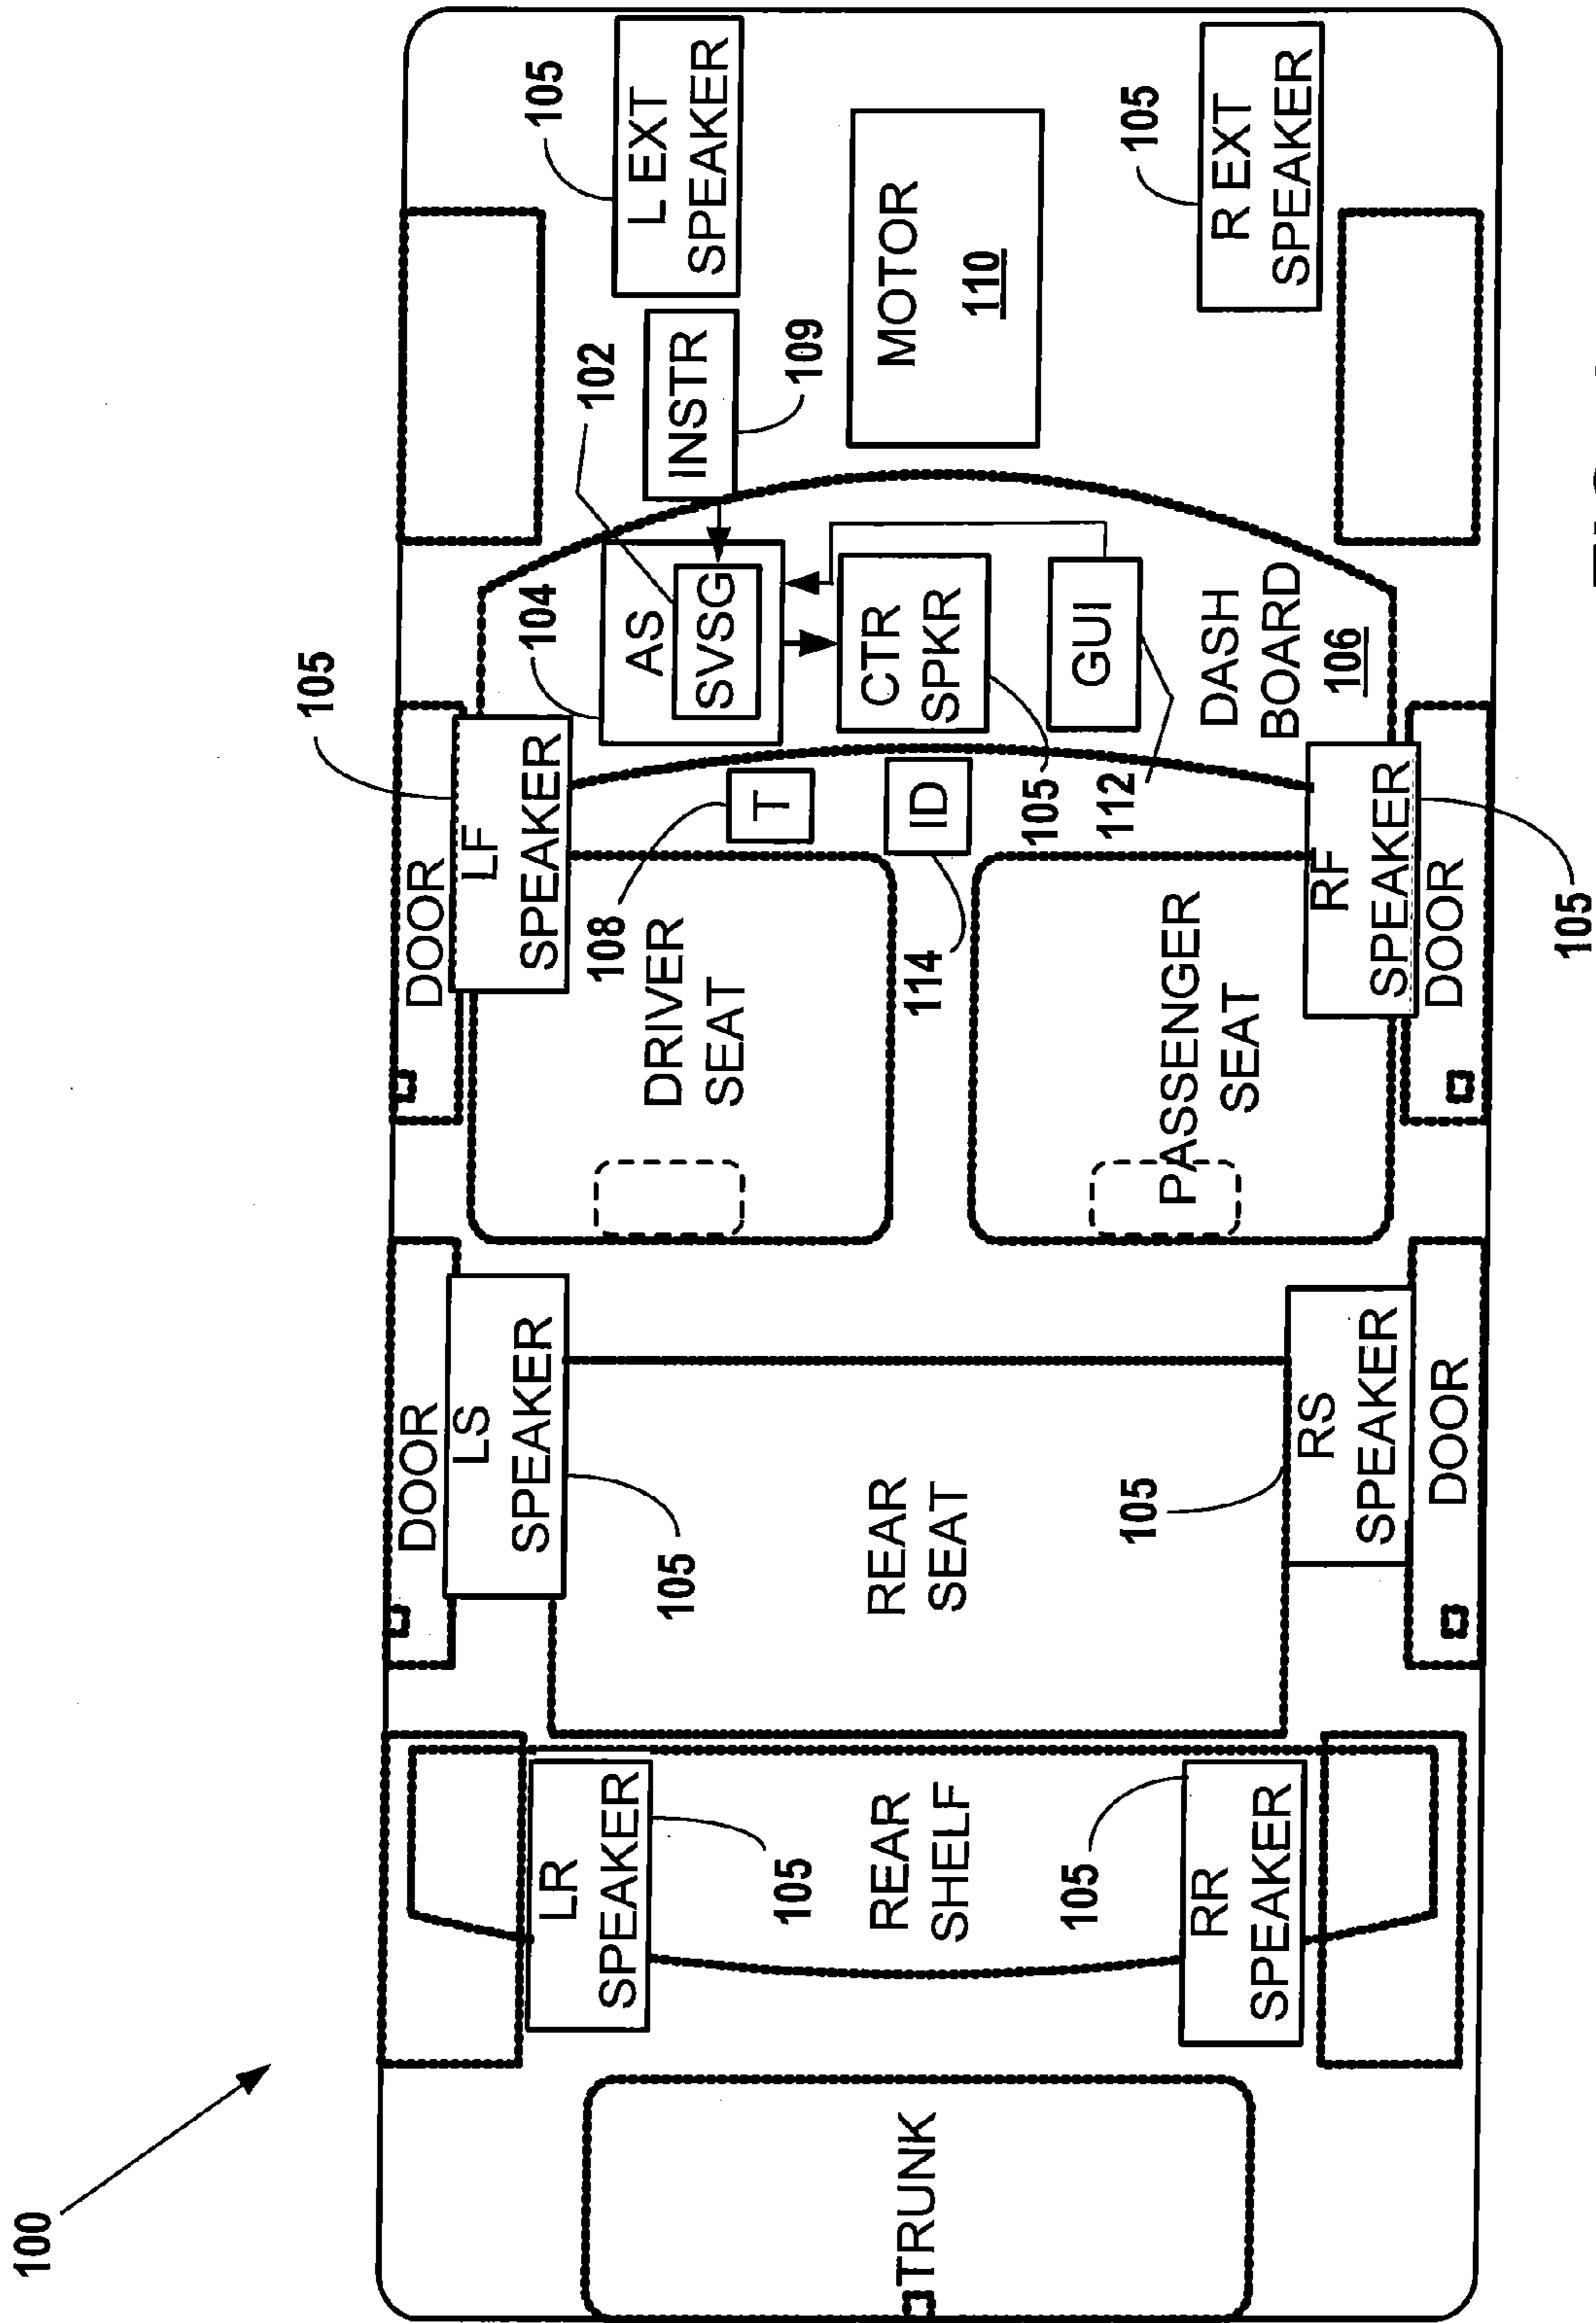 100
105
DOOR
LS
SPEAKER
DOOR
LF
SPEAKER
104
102
105
L EXT
SPEAKER
LR
SPEAKER
105
105
108
DRIVER
SEAT
T
AS
SVSG
INSTR
109
TRUNK
REAR
SHELF
REAR
SEAT
114
ID
CTR
SPKR
105
MOTOR
110
105
105
112
GUI
105
RR
SPEAKER
RS
SPEAKER
DOOR
PASSENGER
SEAT
RF
SPEAKER
DOOR
105
DASH
BOARD
106
R EXT
SPEAKER